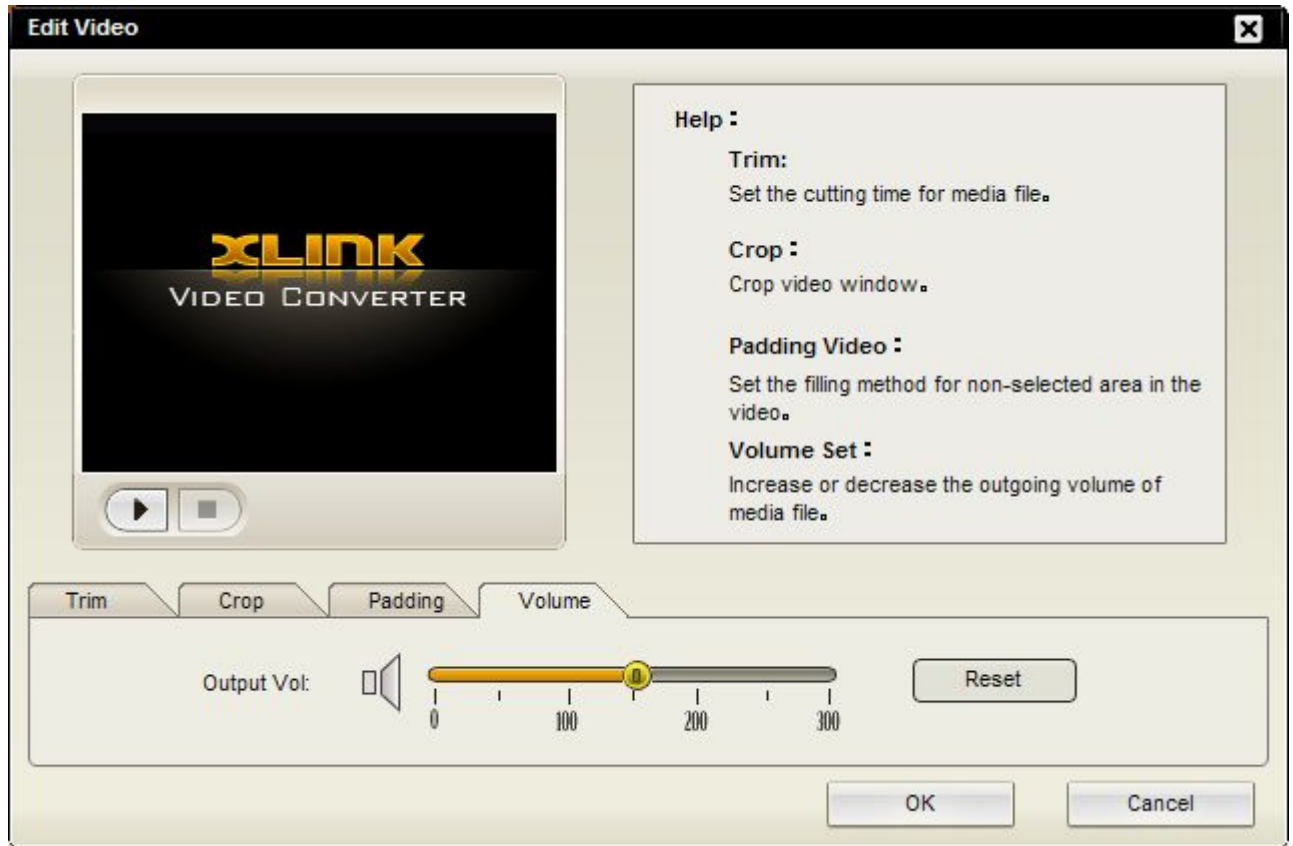 Edit Video
XLINK
VIDEO CONVERTER
Help：
Trim:
Set the cutting time for media file。
Crop：
Crop video window。
Padding Video：
Set the filling method for non-selected area in the
video。
Volume Set：
Increase or decrease the outgoing volume of
media file。
Trim Crop Padding Volume
Output Vol:
0 100 200 300
Reset
OK Cancel